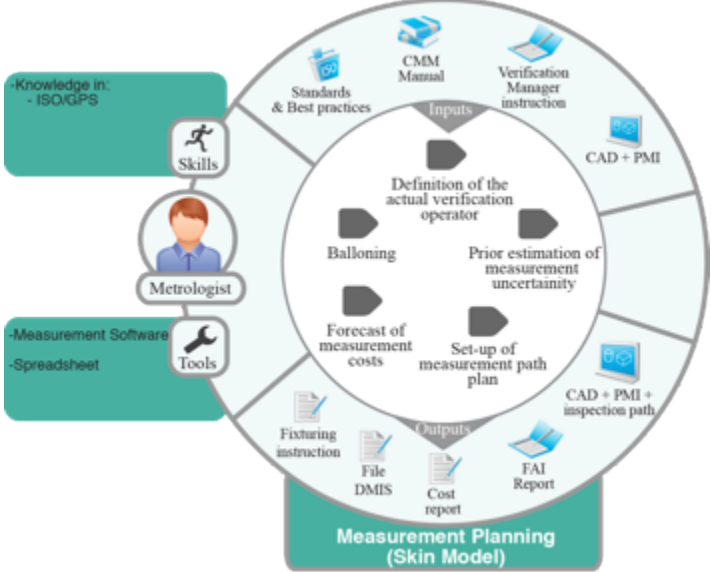 -Knowledge in:
- ISO/GPS
Skills
Metrologist
-Measurement Software
-Spreadsheet
Tools
Standards
& Best practices
CMM
Manual
Verification
Manager
instruction
CAD + PMI
Inputs
Definition of the
actual verification
operator
Balloning
Prior estimation of
measurement
uncertainity
Forecast of
measurement
costs
Set-up of
measurement path
plan
Outputs
Fixturing
instruction
File
DMIS
Cost
report
FAI
Report
CAD + PMI +
inspection path
Measurement Planning
(Skin Model)